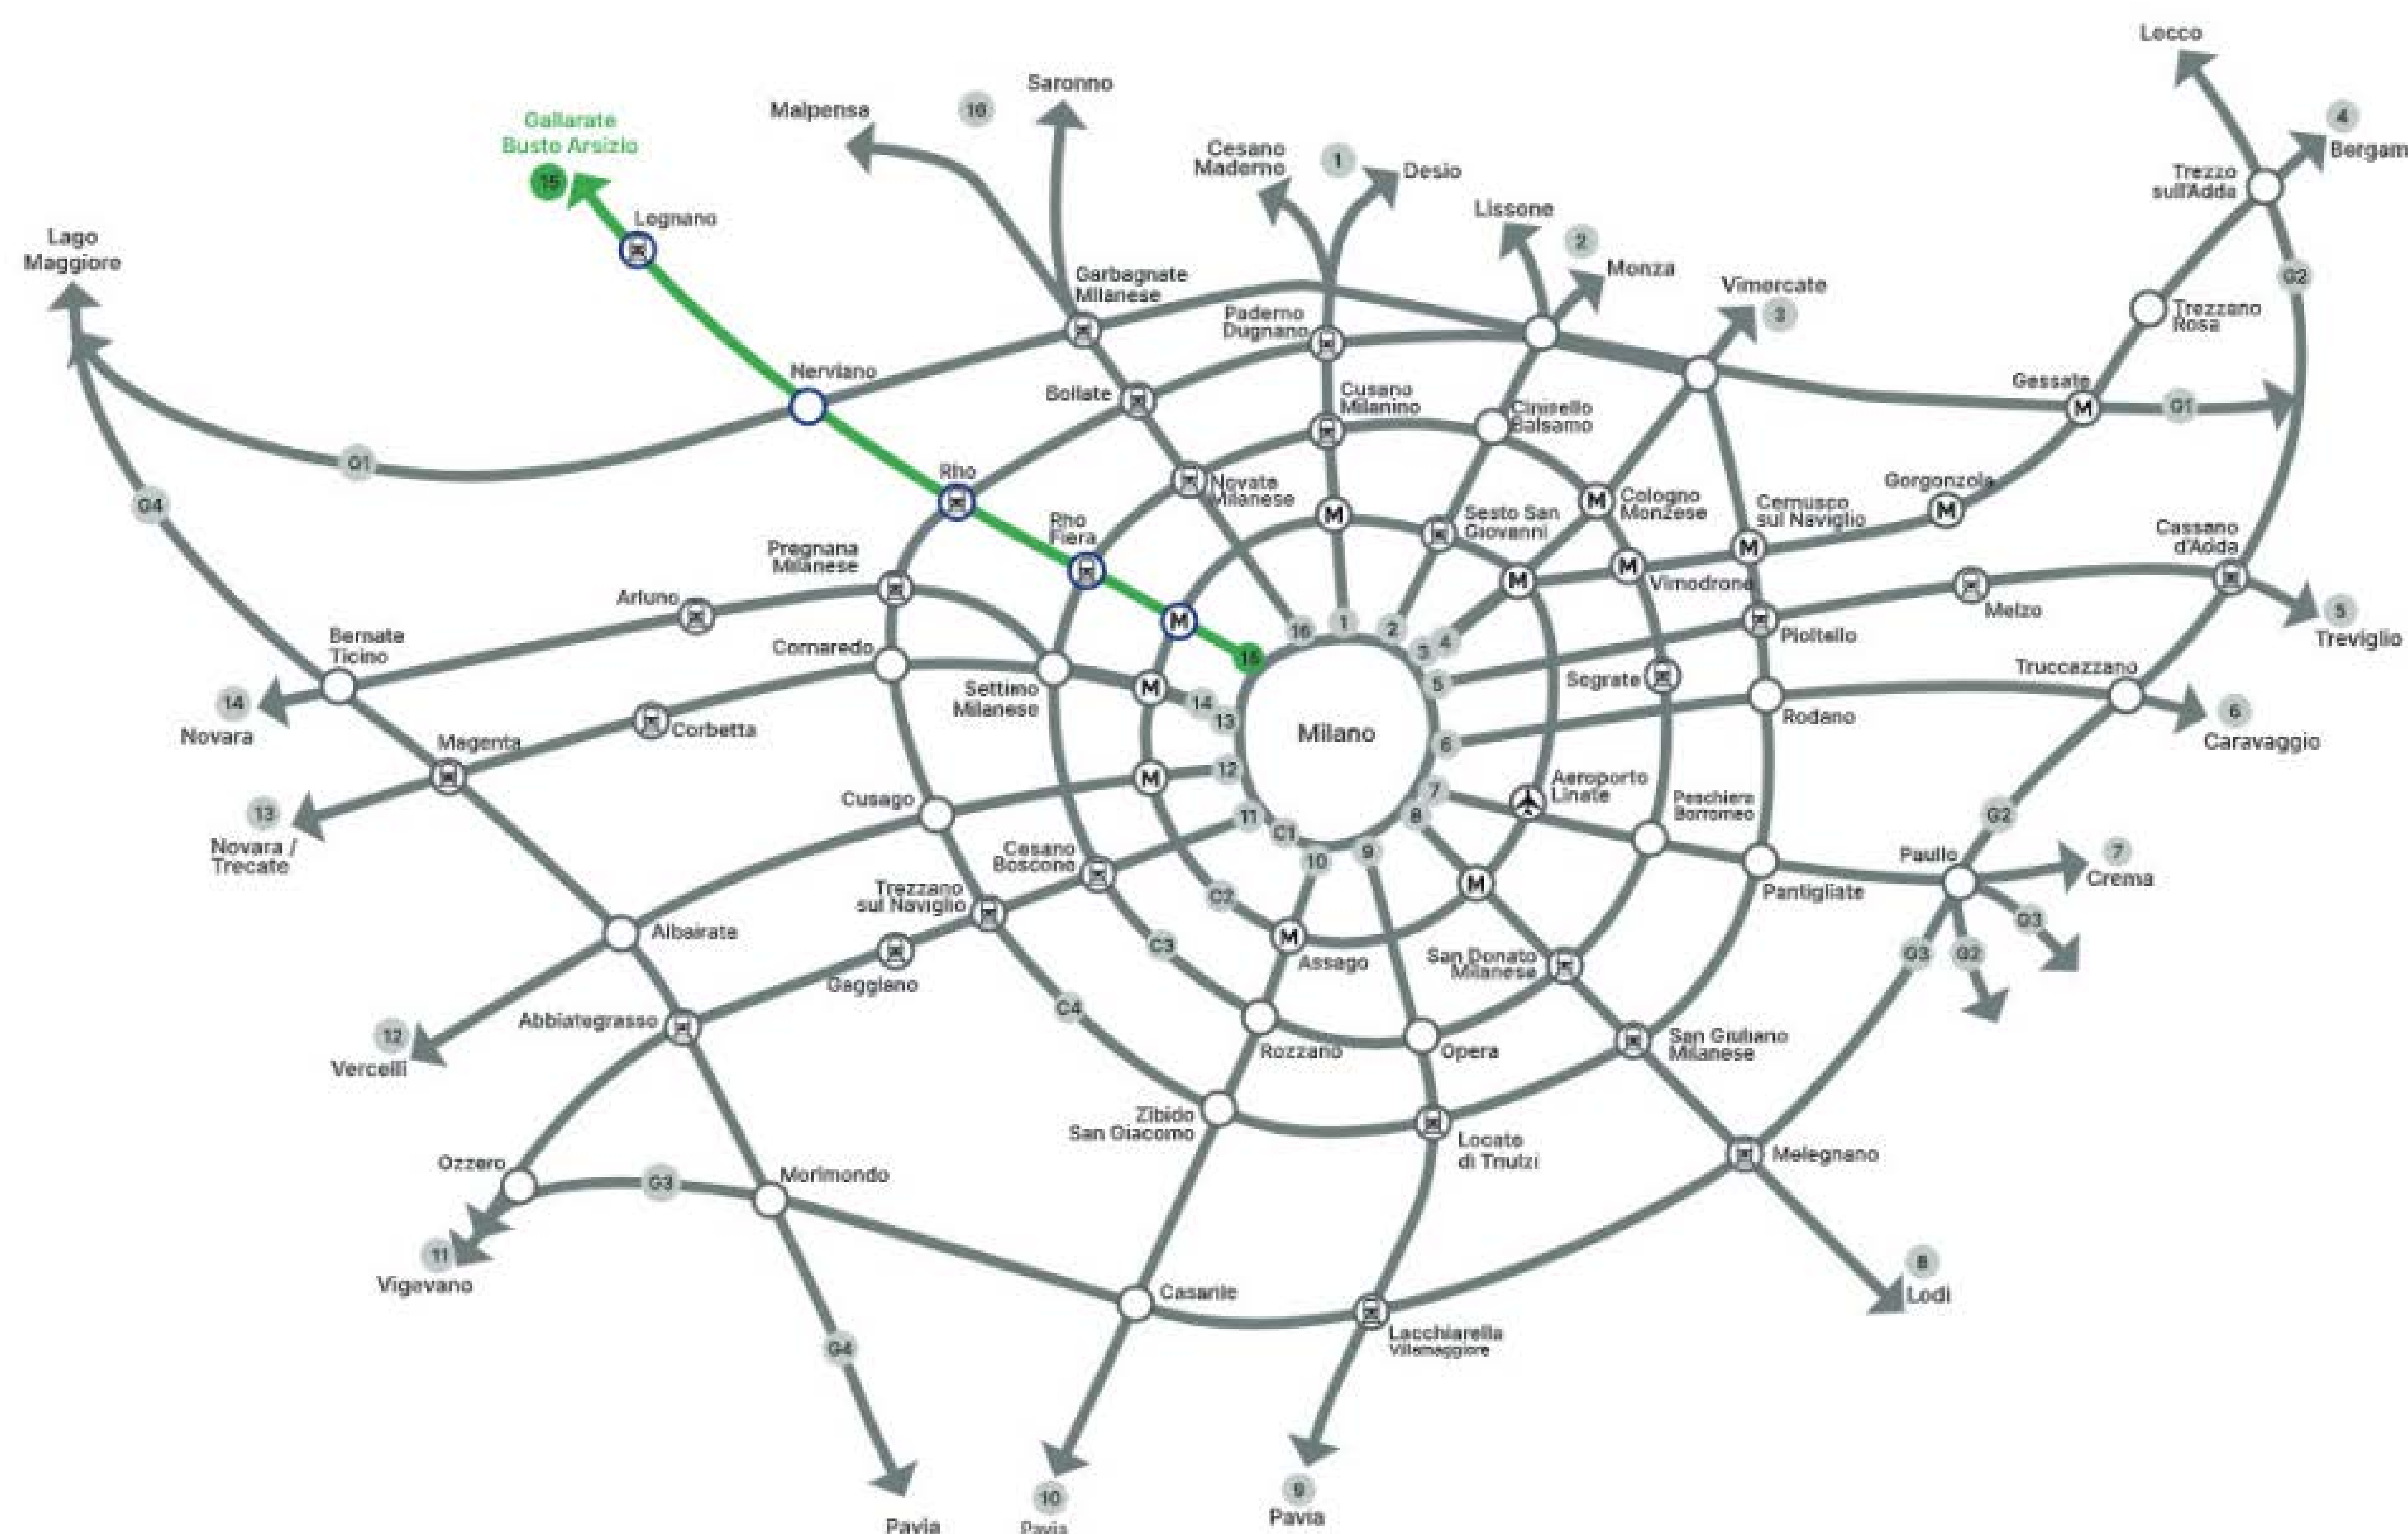 Lecco
4
Bergam
Saronno
16
Malpensa
Gallarate
Busto Arsizio
15
Cesano
Maderno
1
Desio
Lissone
2
Monza
Trezzo
sull'Adda
Legnano
Lago
Maggiore
Vimercate
3
G2
Garbagnate
Milanese
Paderno
Dugnano
Trezzano
Rosa
Nerviano
Bollate
Cusano
Milanino
Cinisello
Balsamo
Gessate
M
G1
G1
G4
Rho
Novate
Milanese
M
Sesto San
Giovanni
M
Cologno
Monzese
Cernusco
sul Naviglio
M
Gorgonzola
M
Cassano
d'Adda
Rho
Fiera
Pregnana
Milanese
Arluno
M
M
Vimodrone
Melzo
5
Treviglio
M
16
1
2
3
4
15
Pioltello
Bernate
Ticino
Cornaredo
Settimo
Milanese
M
14
13
5
Segrate
Truccazzano
Rodano
6
Caravaggio
14
Novara
Corbetta
Magenta
Milano
6
13
Novara /
Trecate
Cusago
M
12
7
8
Aeroporto
Linate
Peschiera
Borromeo
11
C1
10
9
G2
Cesano
Boscone
Trezzano
sul Naviglio
C2
M
Pantigliate
Paullo
7
Crema
G3
G3
G2
Albairate
Gaggiano
C3
M
Assago
San Donato
Milanese
Abbiategrasso
C4
12
Vercelli
Rozzano
Opera
San Giuliano
Milanese
Zibido
San Giacomo
Locate
di Triulzi
Melegnano
Ozzero
G3
Morimondo
11
Vigevano
Casarile
8
Lodi
Lacchiarella
Villamaggiore
G4
10
Pavia
9
Pavia
Pavia